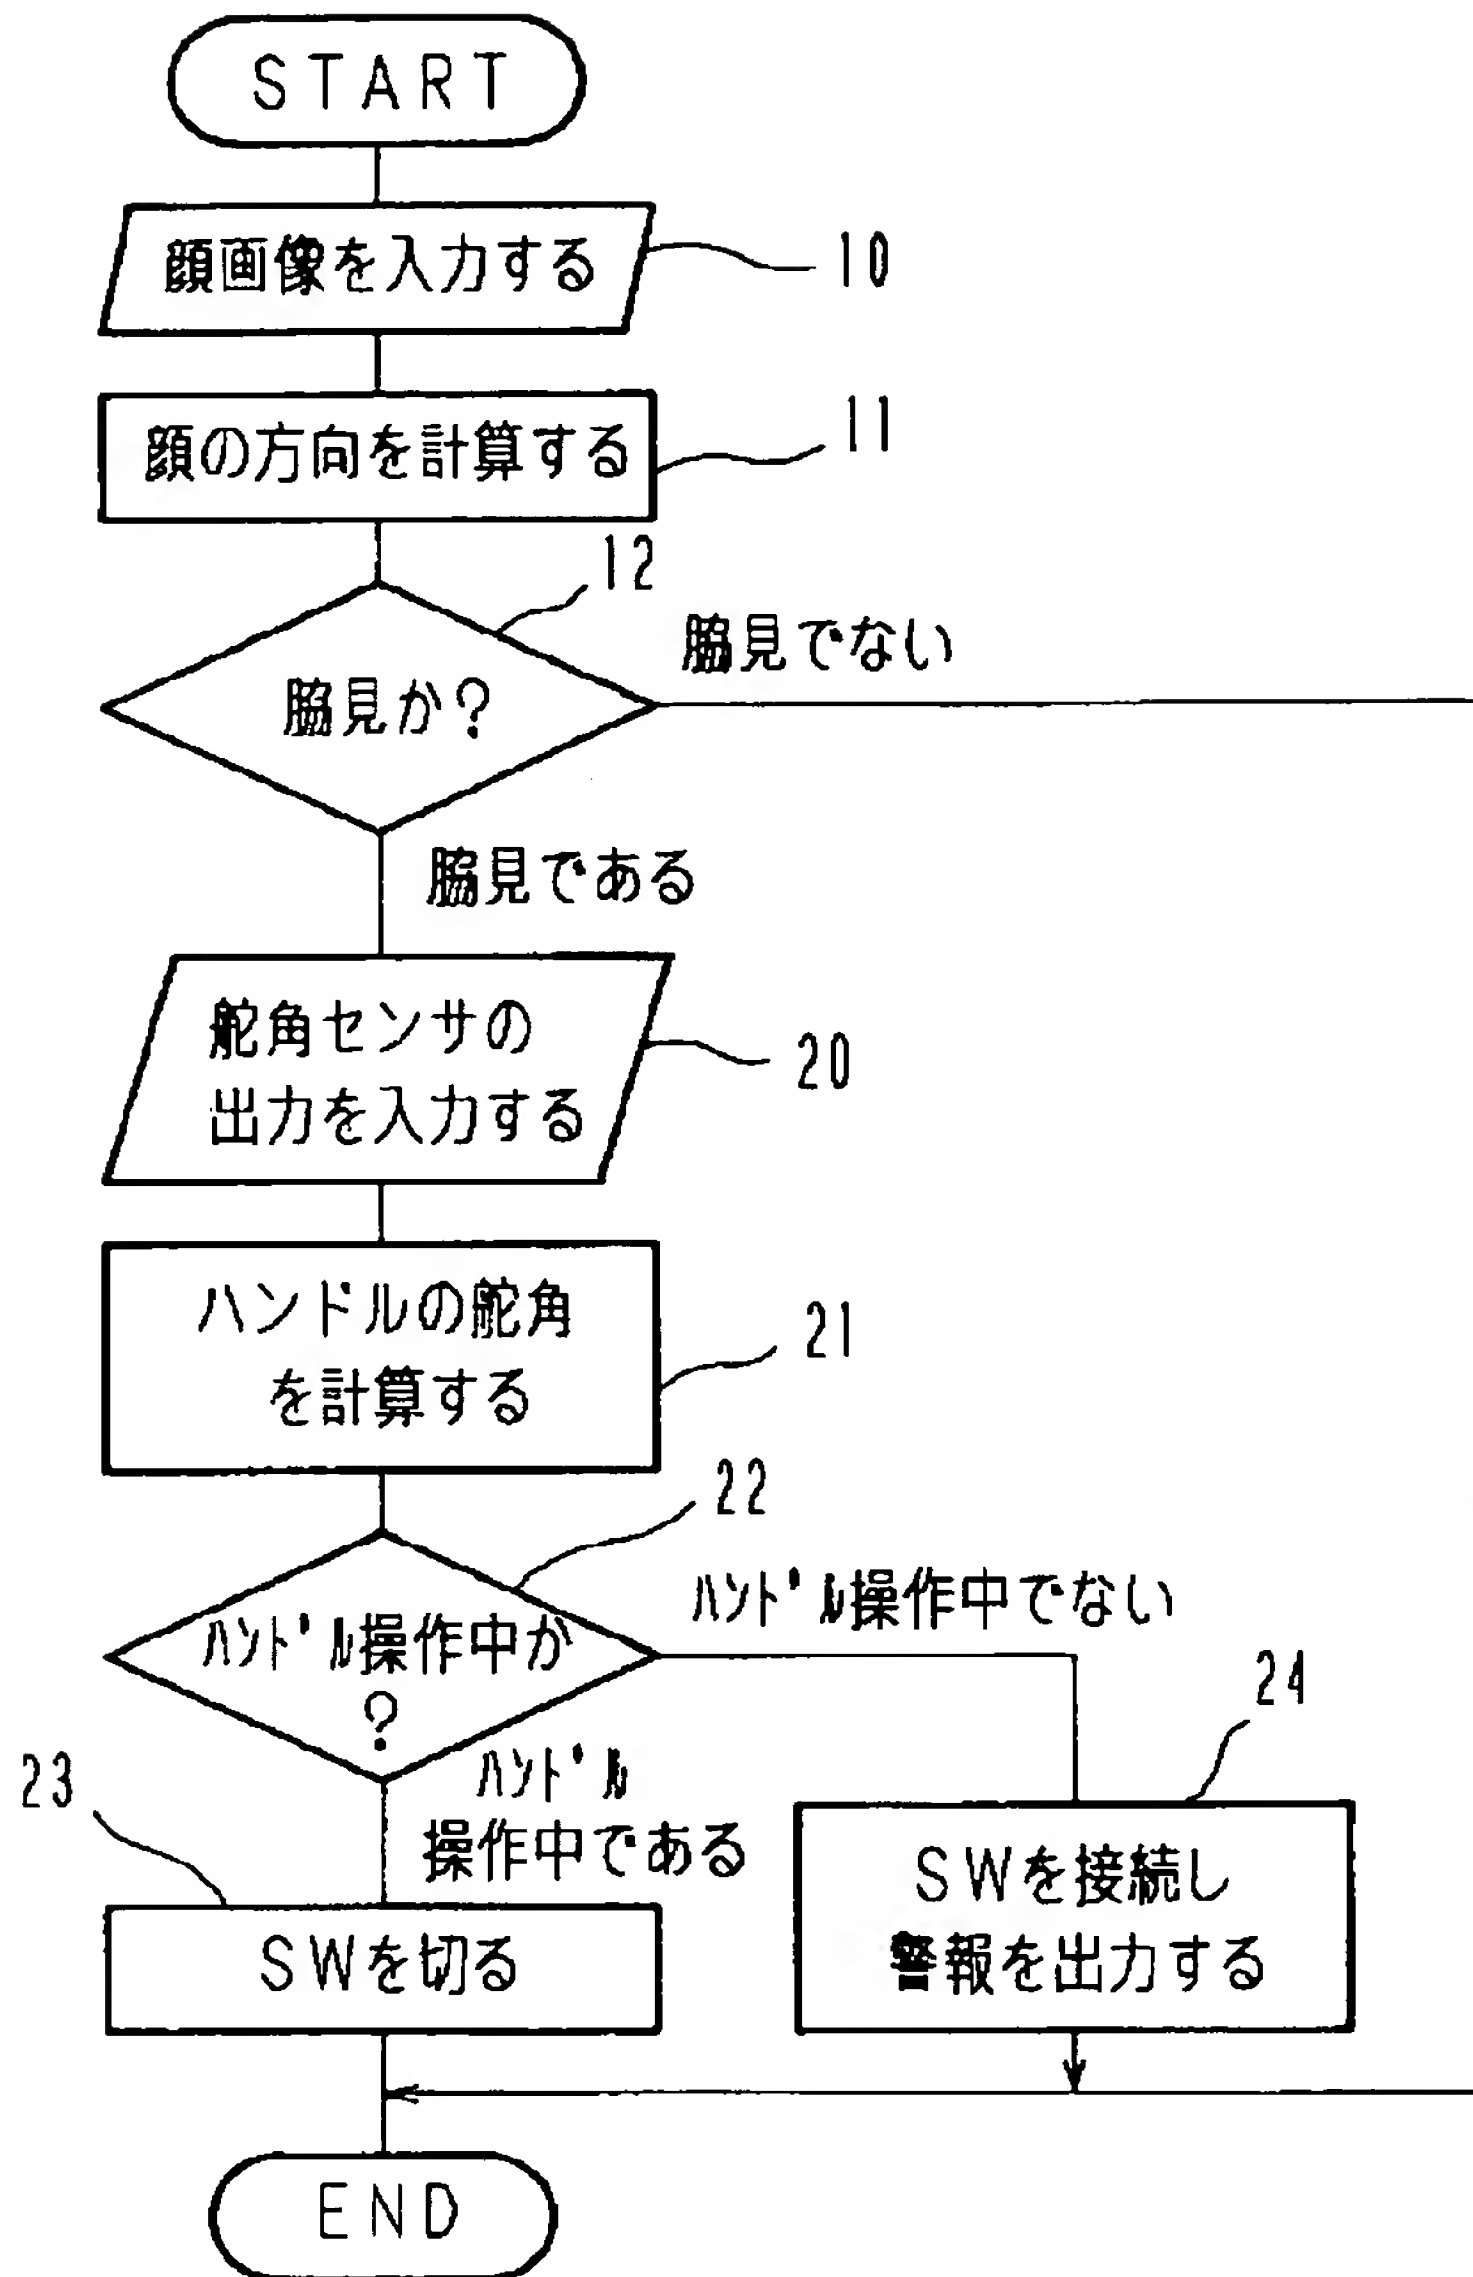 START
顔画像を入力する
10
顔の方向を計算する
11
12
脇見か?
脇見でない
脇見である
舵角センサの
出力を入力する
20
ハンドルの舵角
を計算する
21
22
ハンドル操作中か
?
ハンドル操作中でない
ハンドル
操作中である
23
SWを切る
24
SWを接続し
警報を出力する
END